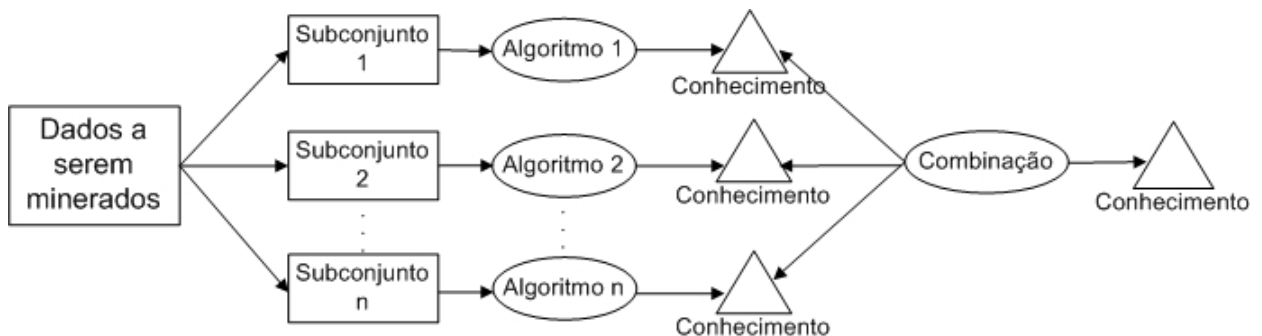 Dados a
serem
minerados
Subconjunto
1
Algoritmo 1
Conhecimento
Subconjunto
2
Algoritmo 2
Conhecimento
Subconjunto
n
Algoritmo n
Conhecimento
Combinação
Conhecimento